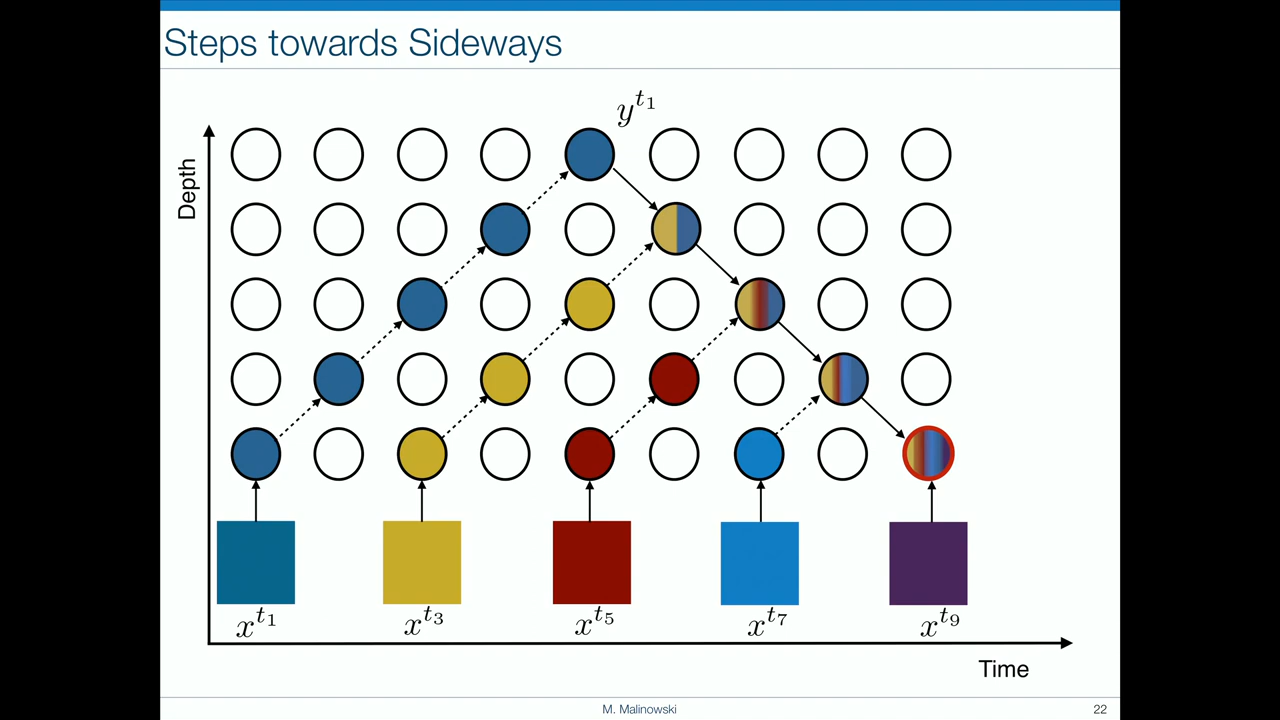 Steps towards Sideways
y^{t_1}
Depth
x^{t_1} x^{t_3} x^{t_5} x^{t_7} x^{t_9}
Time
M. Malinowski 22